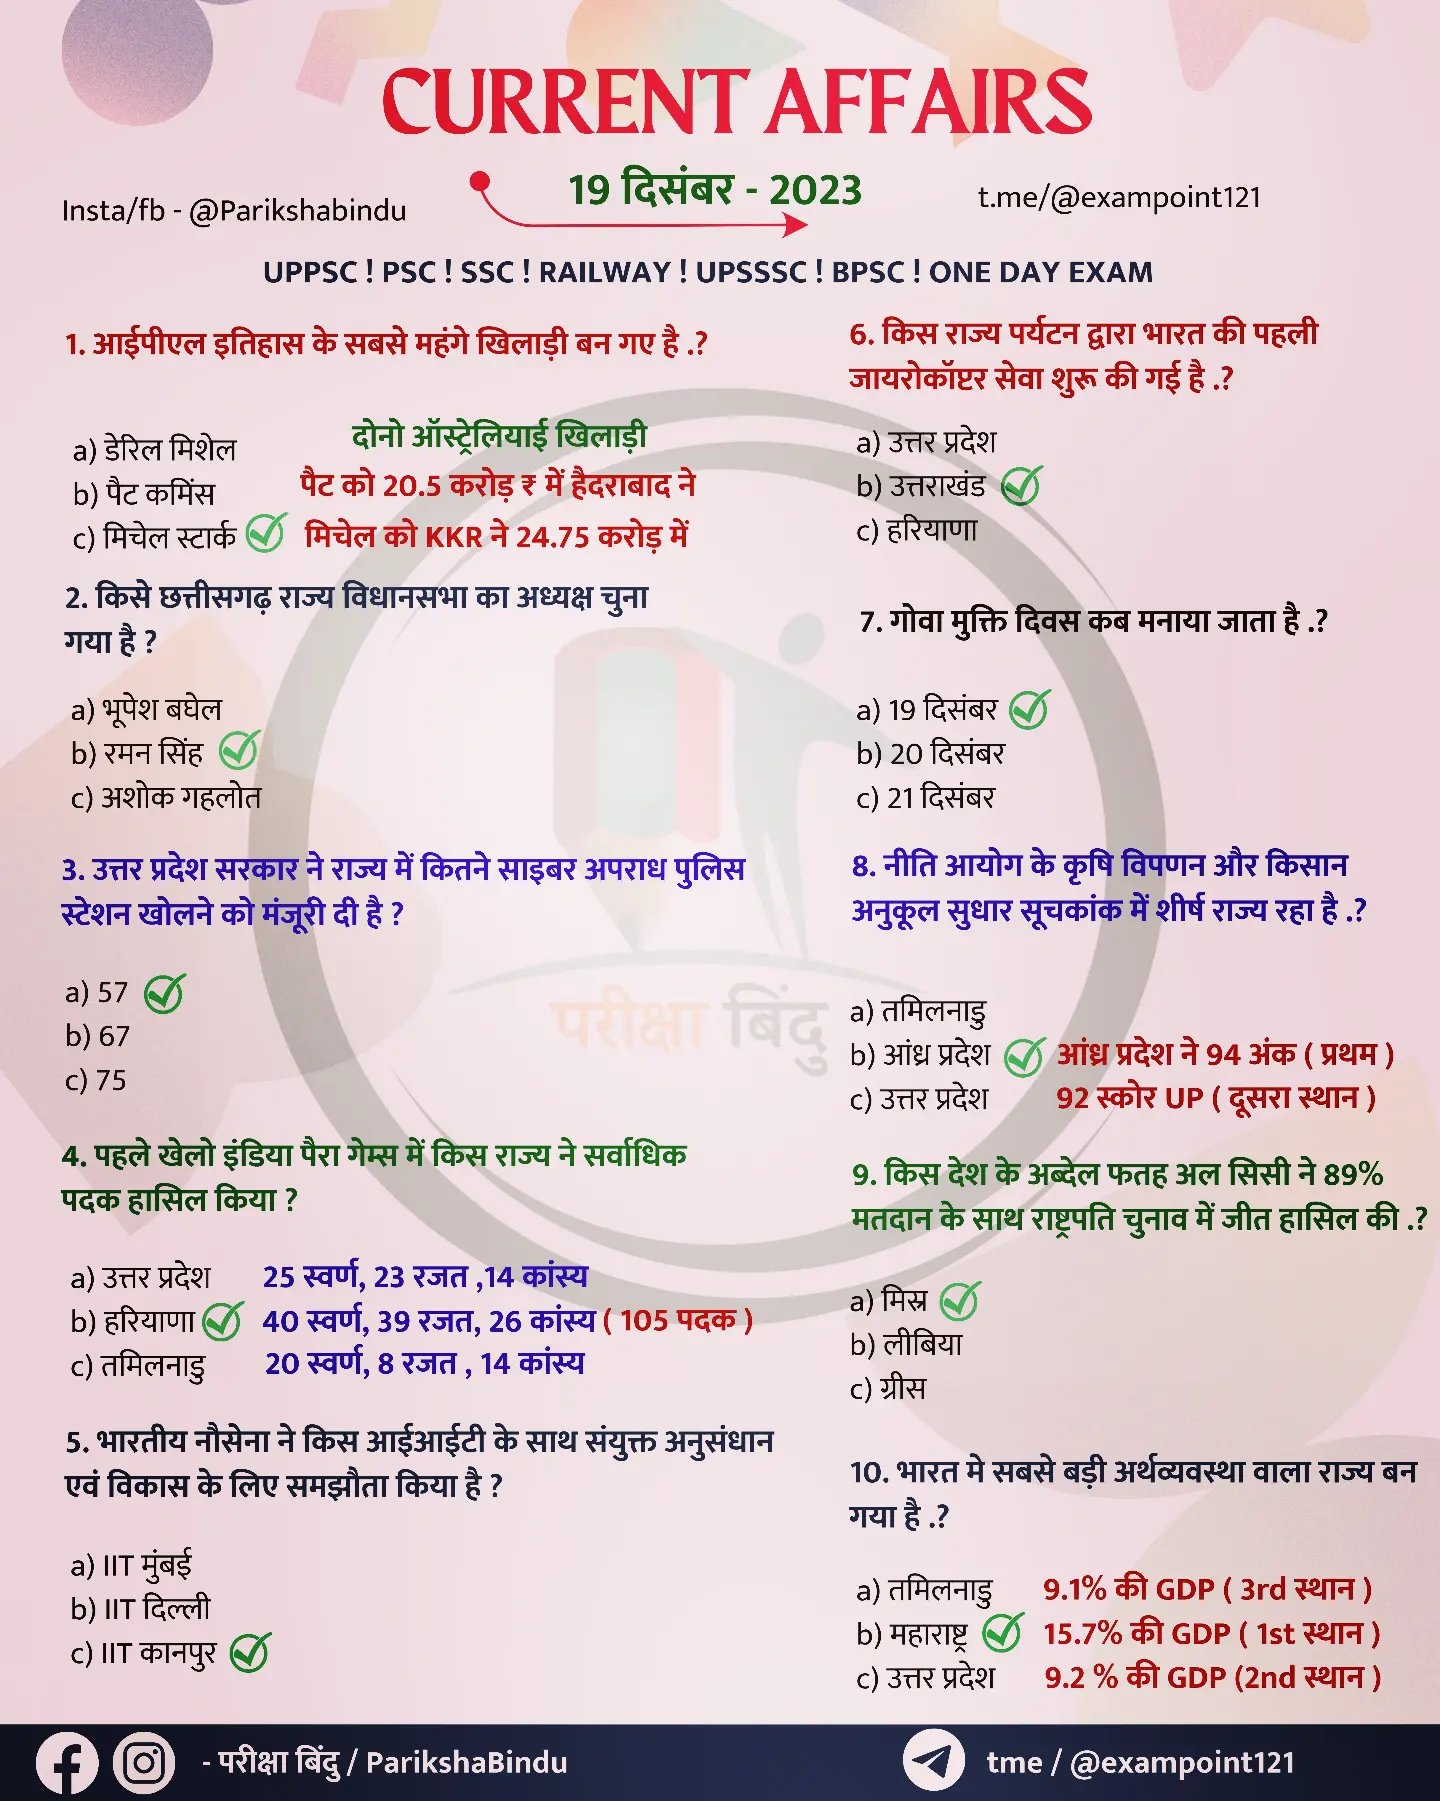 CURRENT AFFAIRS
19 दिसंबर - 2023
Insta/fb - @Parikshabindu
t.me/@exampoint121
UPPSC ! PSC ! SSC ! RAILWAY ! UPSSSC ! BPSC ! ONE DAY EXAM
1. आईपीएल इतिहास के सबसे महंगे खिलाड़ी बन गए है .?
a) डेरिल मिशेल
b) पैट कमिंस
c) मिचेल स्टार्क
दोनो ऑस्ट्रेलियाई खिलाड़ी
पैट को 20.5 करोड़ ₹ में हैदराबाद ने
मिचेल को KKR ने 24.75 करोड़ में
2. किसे छत्तीसगढ़ राज्य विधानसभा का अध्यक्ष चुना
गया है ?
a) भूपेश बघेल
b) रमन सिंह
c) अशोक गहलोत
3. उत्तर प्रदेश सरकार ने राज्य में कितने साइबर अपराध पुलिस
स्टेशन खोलने को मंजूरी दी है ?
a) 57
b) 67
c) 75
4. पहले खेलो इंडिया पैरा गेम्स में किस राज्य ने सर्वाधिक
पदक हासिल किया ?
a) उत्तर प्रदेश 25 स्वर्ण, 23 रजत ,14 कांस्य
b) हरियाणा 40 स्वर्ण, 39 रजत, 26 कांस्य ( 105 पदक )
c) तमिलनाडु 20 स्वर्ण, 8 रजत , 14 कांस्य
5. भारतीय नौसेना ने किस आईआईटी के साथ संयुक्त अनुसंधान
एवं विकास के लिए समझौता किया है ?
a) IIT मुंबई
b) IIT दिल्ली
c) IIT कानपुर
6. किस राज्य पर्यटन द्वारा भारत की पहली
जायरोकॉप्टर सेवा शुरू की गई है .?
a) उत्तर प्रदेश
b) उत्तराखंड
c) हरियाणा
7. गोवा मुक्ति दिवस कब मनाया जाता है .?
a) 19 दिसंबर
b) 20 दिसंबर
c) 21 दिसंबर
8. नीति आयोग के कृषि विपणन और किसान
अनुकूल सुधार सूचकांक में शीर्ष राज्य रहा है .?
a) तमिलनाडु
b) आंध्र प्रदेश आंध्र प्रदेश ने 94 अंक ( प्रथम )
c) उत्तर प्रदेश 92 स्कोर UP ( दूसरा स्थान )
9. किस देश के अब्देल फतह अल सिसी ने 89%
मतदान के साथ राष्ट्रपति चुनाव में जीत हासिल की .?
a) मिस्र
b) लीबिया
c) ग्रीस
10. भारत मे सबसे बड़ी अर्थव्यवस्था वाला राज्य बन
गया है .?
a) तमिलनाडु 9.1% की GDP ( 3rd स्थान )
b) महाराष्ट्र 15.7% की GDP ( 1st स्थान )
c) उत्तर प्रदेश 9.2 % की GDP (2nd स्थान )
परीक्षा बिंदु
- परीक्षा बिंदु / ParikshaBindu
tme / @exampoint121